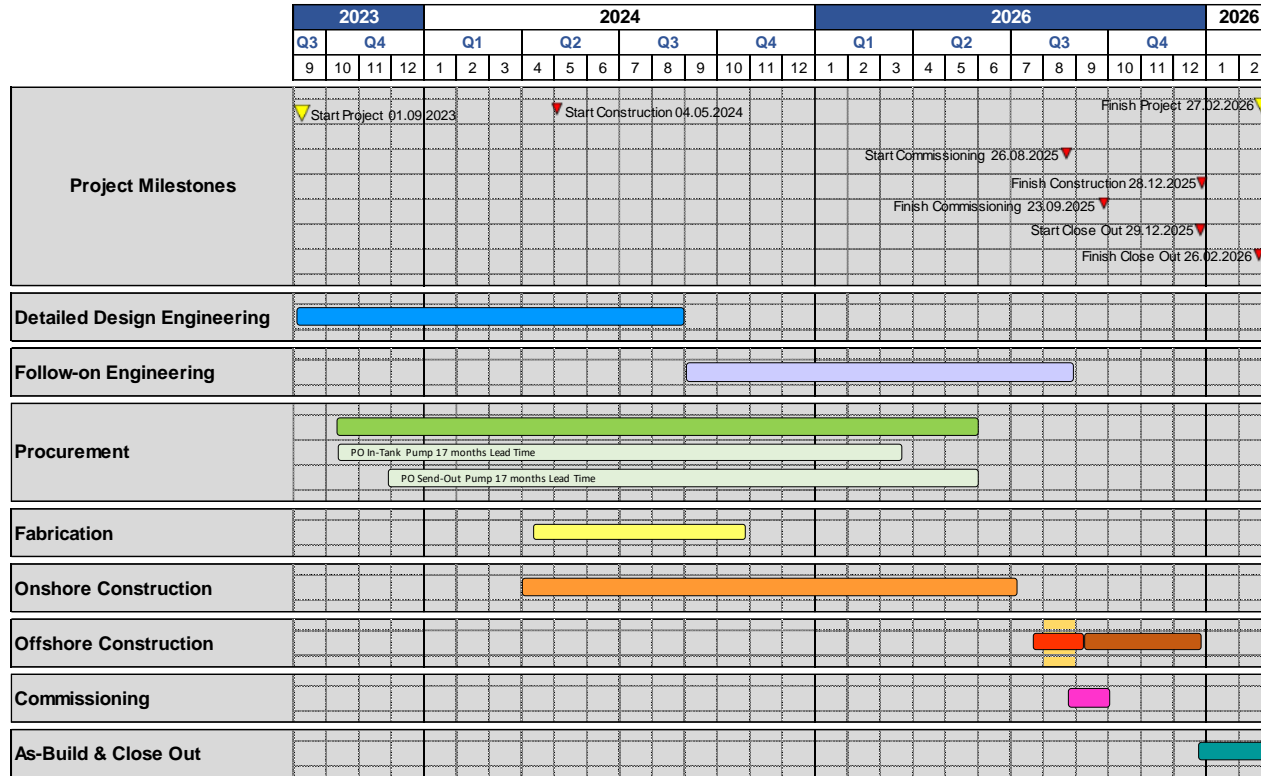 2023 2024 2026 2026
Q3 Q4 Q1 Q2 Q3 Q4 Q1 Q2 Q3 Q4
9 10 11 12 1 2 3 4 5 6 7 8 9 10 11 12 1 2 3 4 5 6 7 8 9 10 11 12 1 2
Project Milestones
Finish Project 27.02.2026
Start Project 01.09.2023
Start Construction 04.05.2024
Start Commissioning 26.08.2025
Finish Construction 28.12.2025
Finish Commissioning 23.09.2025
Start Close Out 29.12.2025
Finish Close Out 26.02.2026
Detailed Design Engineering
Follow-on Engineering
Procurement
PO In-Tank Pump 17 months Lead Time
PO Send-Out Pump 17 months Lead Time
Fabrication
Onshore Construction
Offshore Construction
Commissioning
As-Build & Close Out